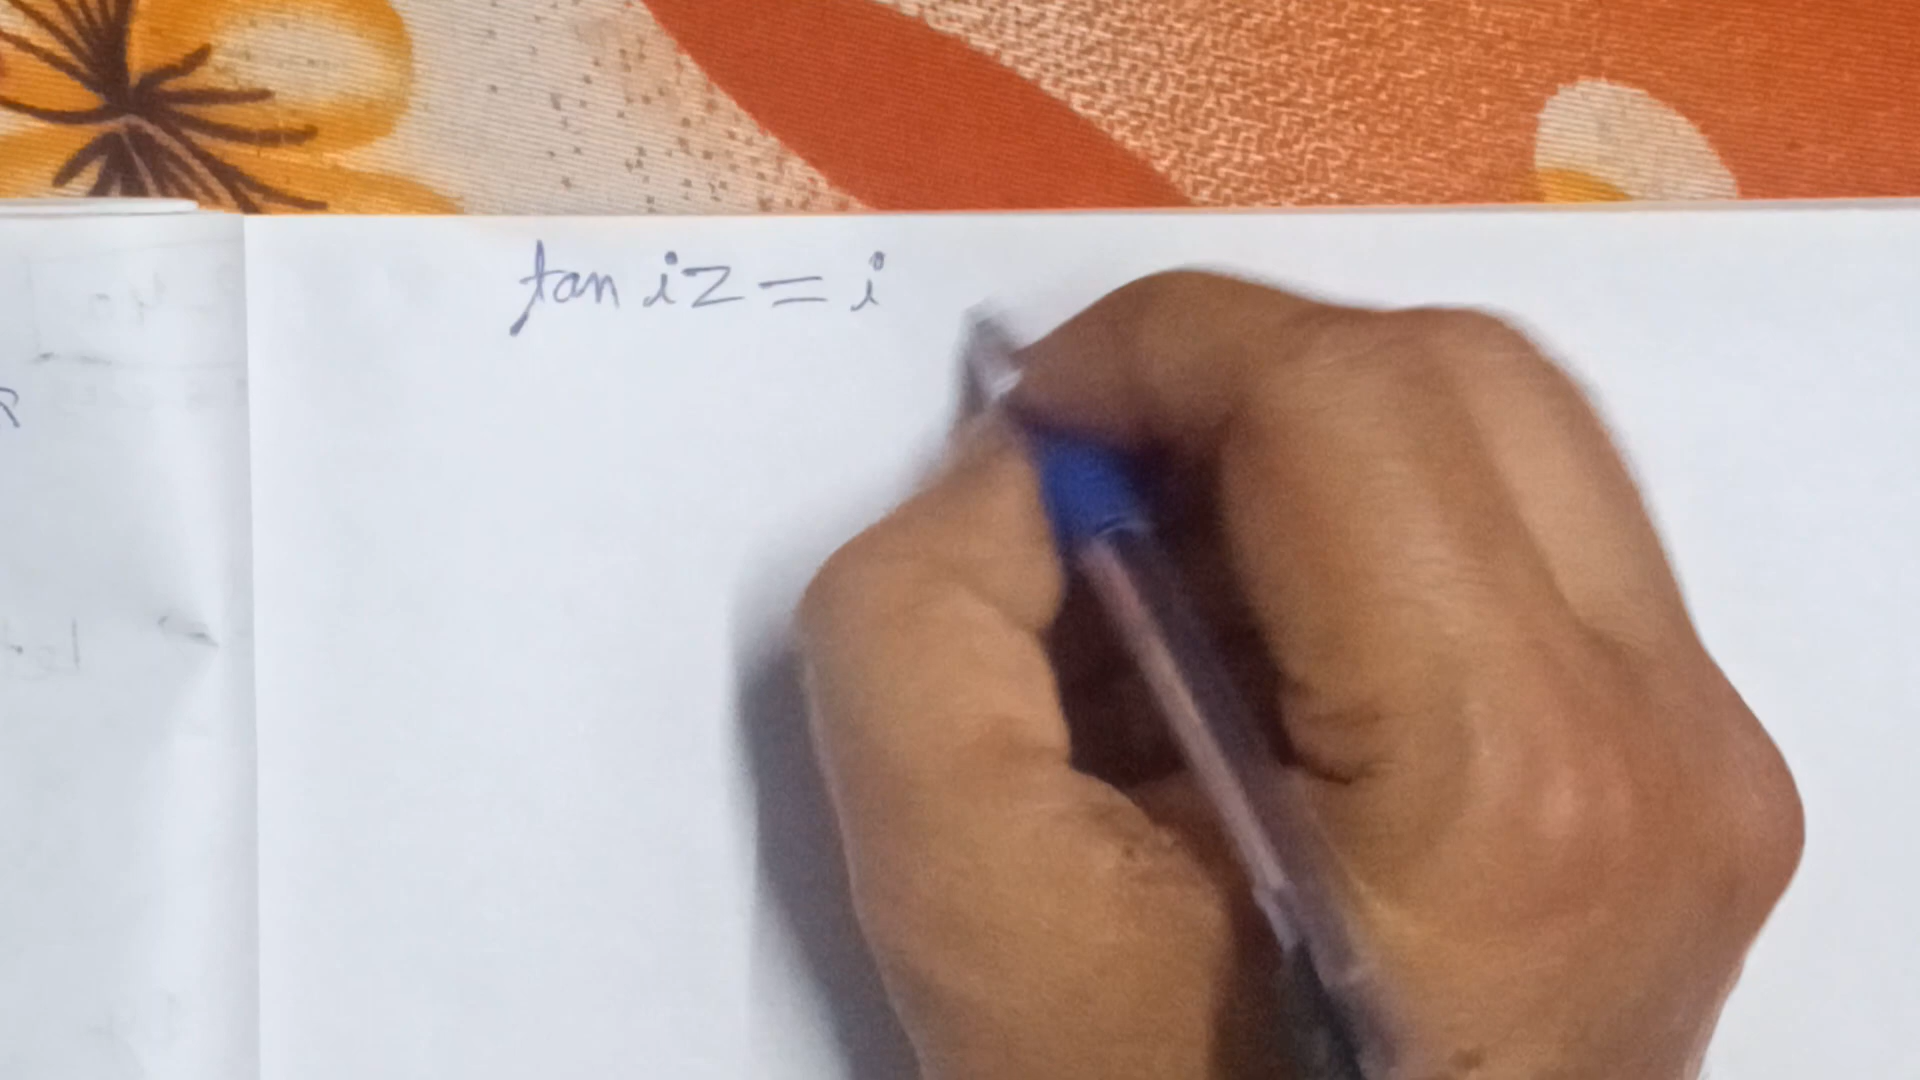 tan iz = i